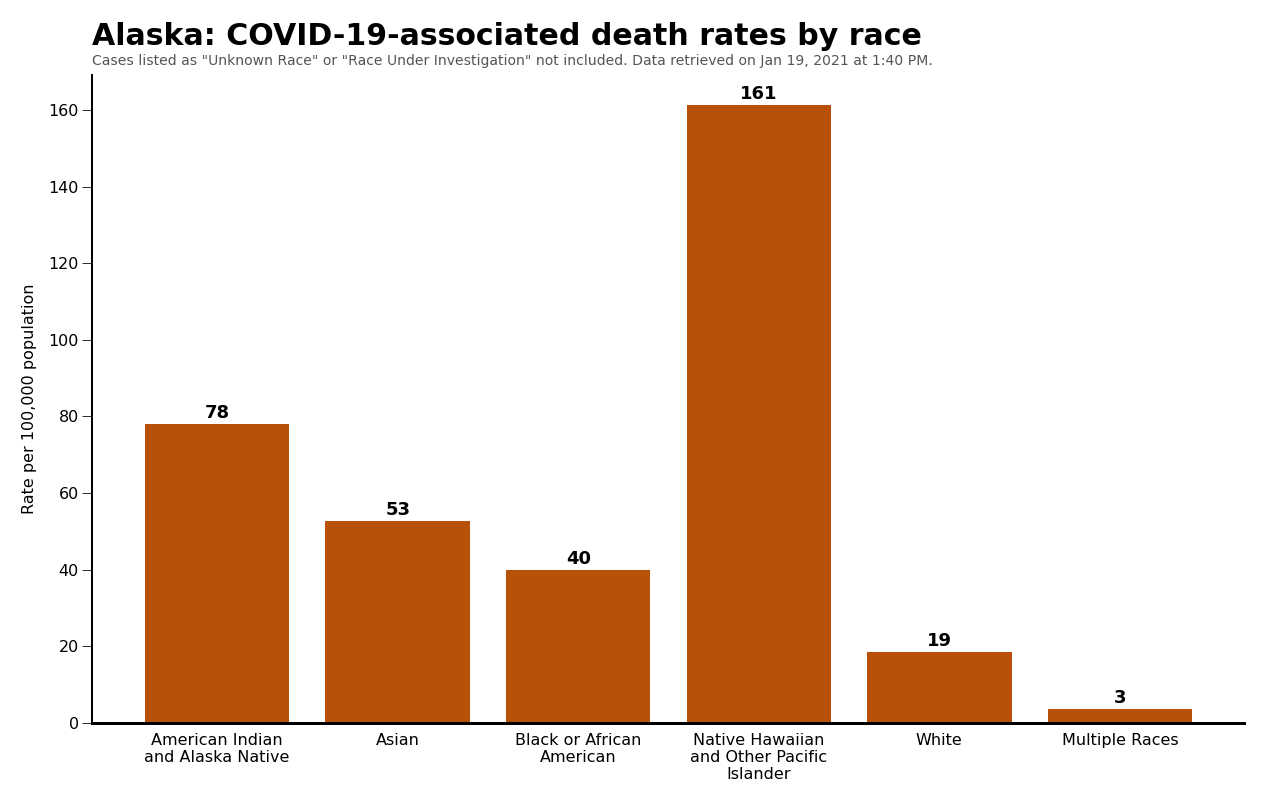 Alaska: COVID-19-associated death rates by race
Cases listed as "Unknown Race" or "Race Under Investigation" not included. Data retrieved on Jan 19, 2021 at 1:40 PM.
Rate per 100,000 population
160
140
120
100
80
60
40
20
0
78
53
40
161
19
3
American Indian
and Alaska Native
Asian
Black or African
American
Native Hawaiian
and Other Pacific
Islander
White
Multiple Races